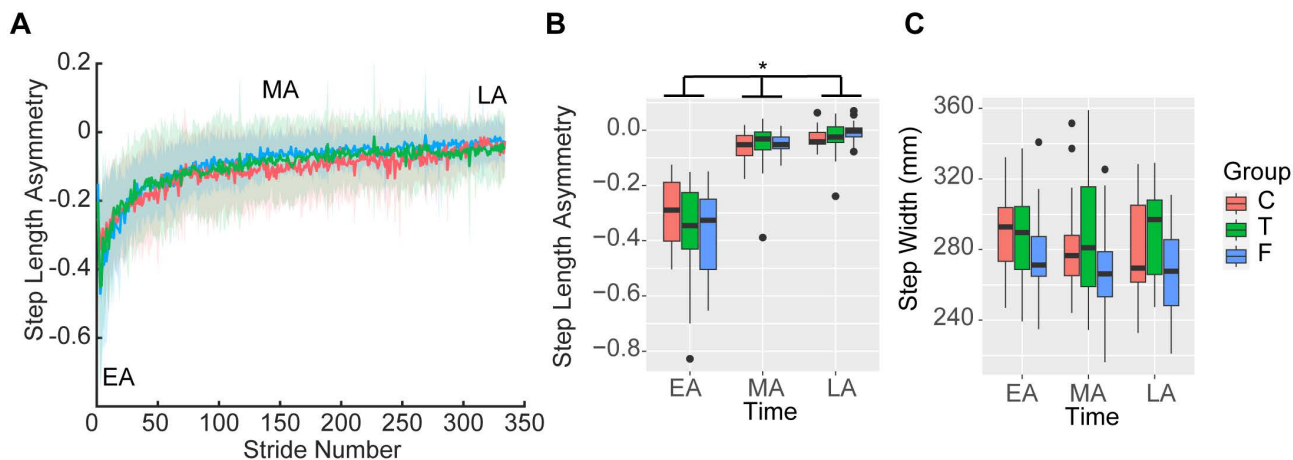 A
Step Length Asymmetry
0.2
0
-0.2
-0.4
-0.6
MA
LA
EA
0 50 100 150 200 250 300 350
Stride Number
B
*
Step Length Asymmetry
0.0
−0.2
−0.4
−0.6
−0.8
EA MA LA
Time
C
Step Width (mm)
360
320
280
240
EA MA LA
Time
Group
C
T
F